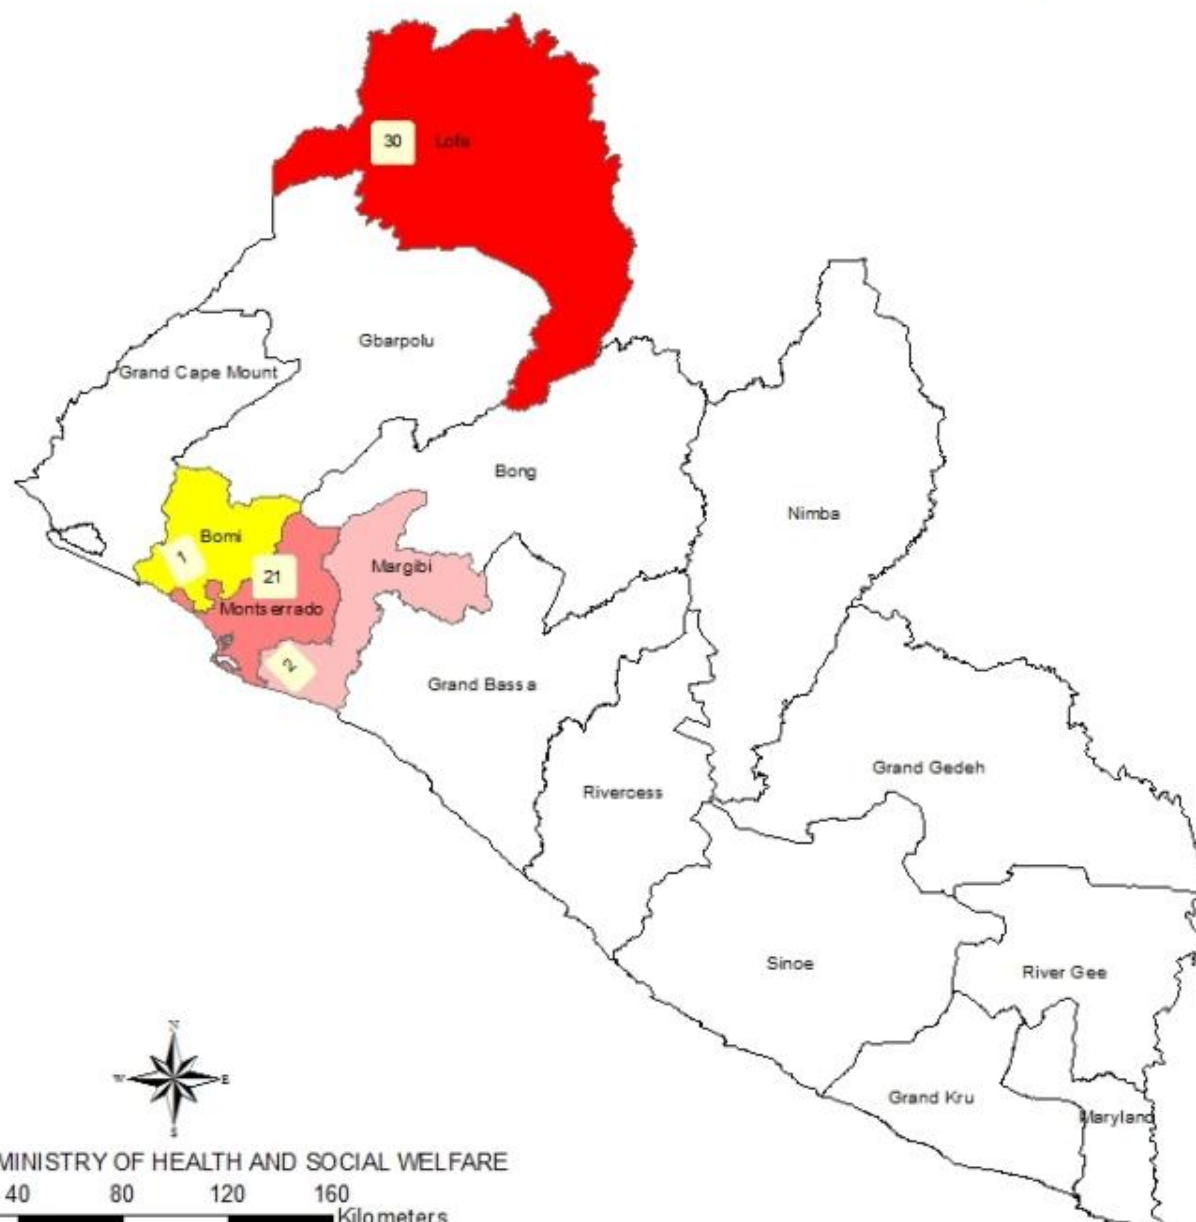 30
Lofa
Gbarpolu
Grand Cape Mount
Bong
Nimba
Bomi
1
21
Margibi
Montserrado
2
Grand Bassa
Grand Gedeh
Rivercess
Sinoe
River Gee
Grand Kru
Maryland
N
W
E
S
MINISTRY OF HEALTH AND SOCIAL WELFARE
40 80 120 160
Kilometers